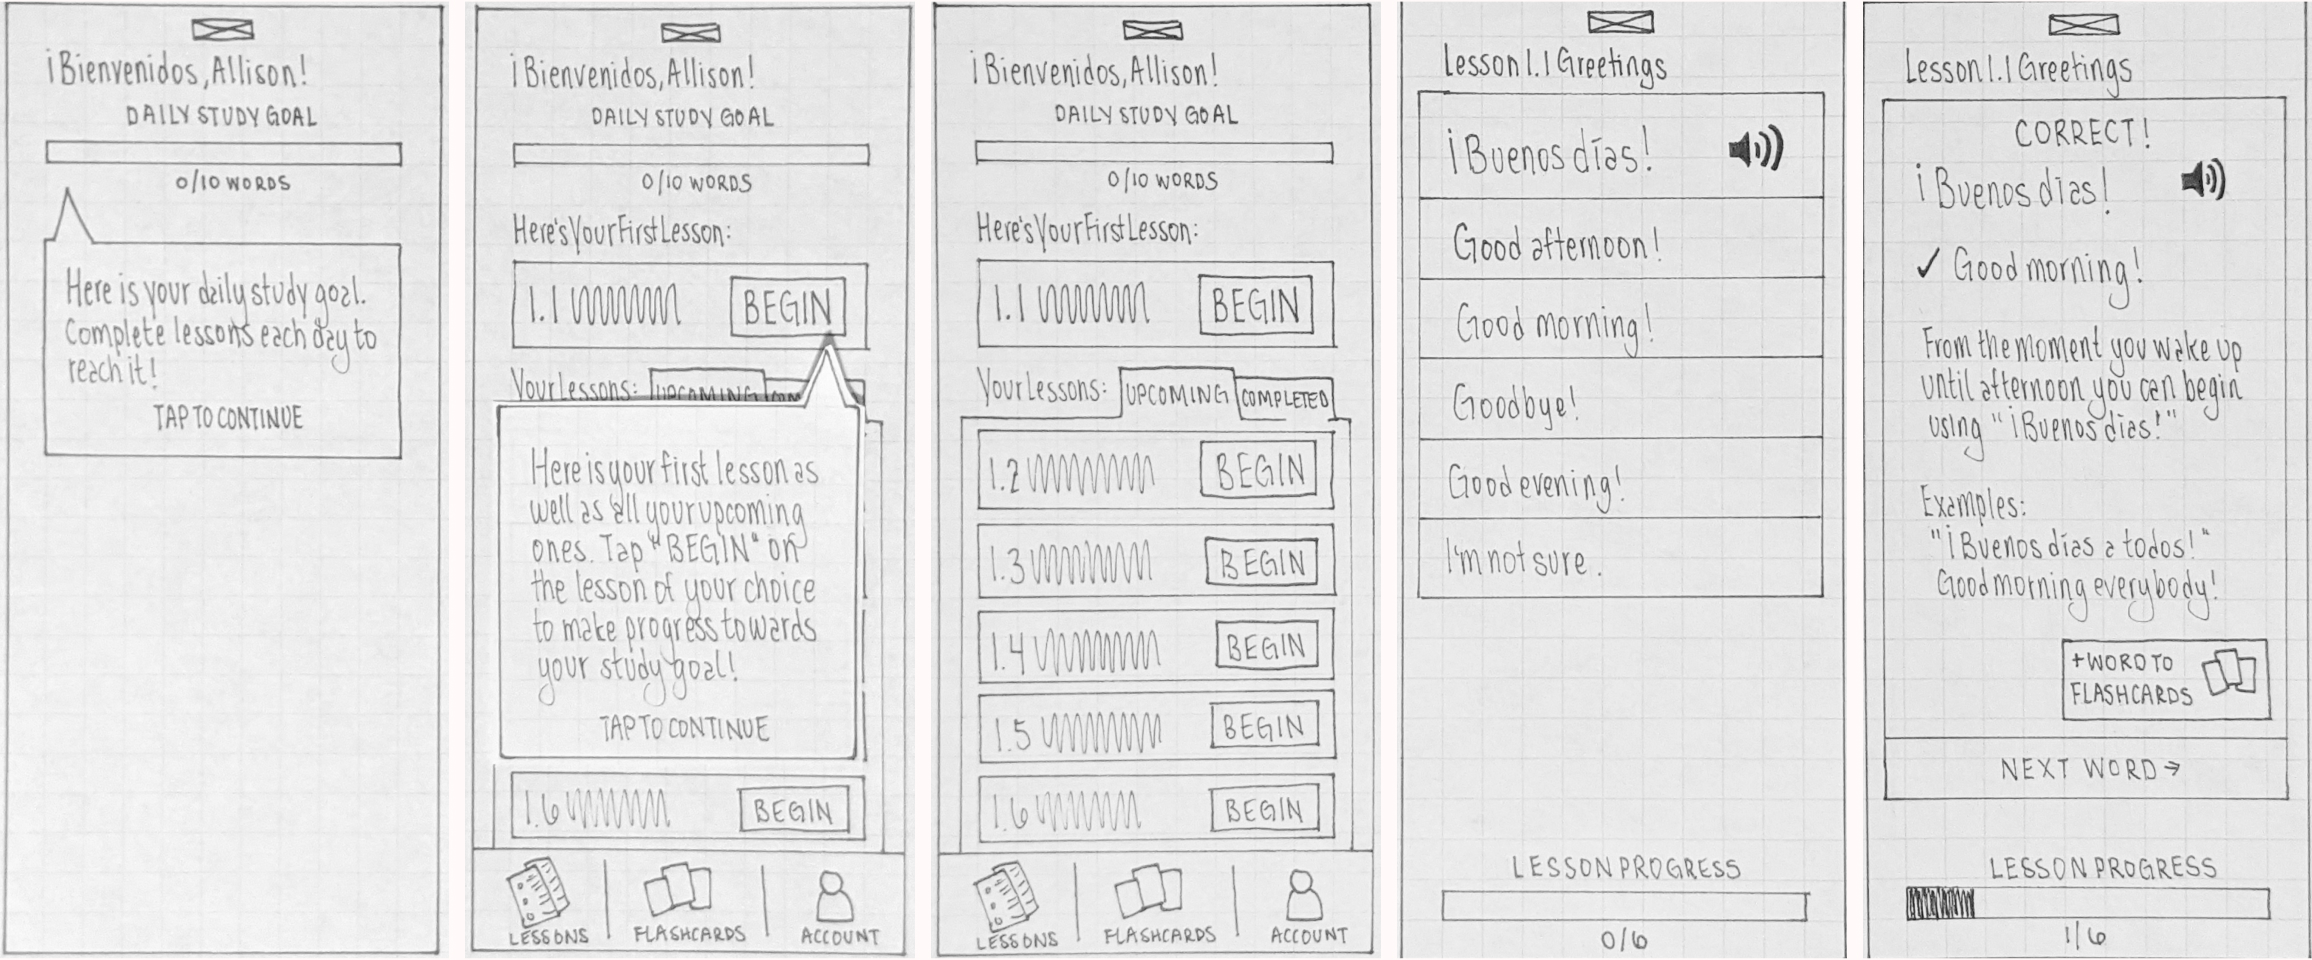 ¡Bienvenidos, Allison!
DAILY STUDY GOAL
0/10 WORDS
Here is your daily study goal.
Complete lessons each day to
reach it!
TAP TO CONTINUE
¡Bienvenidos, Allison!
DAILY STUDY GOAL
0/10 WORDS
Here's Your First Lesson:
1.1 BEGIN
Your Lessons: UPCOMING
Here is your first lesson as
well as all your upcoming
ones. Tap "BEGIN" on
the lesson of your choice
to make progress towards
your study goal!
TAP TO CONTINUE
1.6 BEGIN
LESSONS FLASHCARDS ACCOUNT
¡Bienvenidos, Allison!
DAILY STUDY GOAL
0/10 WORDS
Here's Your First Lesson:
1.1 BEGIN
Your Lessons: UPCOMING COMPLETED
1.2 BEGIN
1.3 BEGIN
1.4 BEGIN
1.5 BEGIN
1.6 BEGIN
LESSONS FLASHCARDS ACCOUNT
Lesson 1.1 Greetings
¡Buenos días!
Good afternoon!
Good morning!
Goodbye!
Good evening!
I'm not sure.
LESSON PROGRESS
0/6
Lesson 1.1 Greetings
CORRECT!
¡Buenos días!
✓ Good morning!
From the moment you wake up
until afternoon you can begin
using "¡Buenos días!"
Examples:
"¡Buenos días a todos!"
Good morning everybody!
+ WORD TO
FLASHCARDS
NEXT WORD →
LESSON PROGRESS
1/6